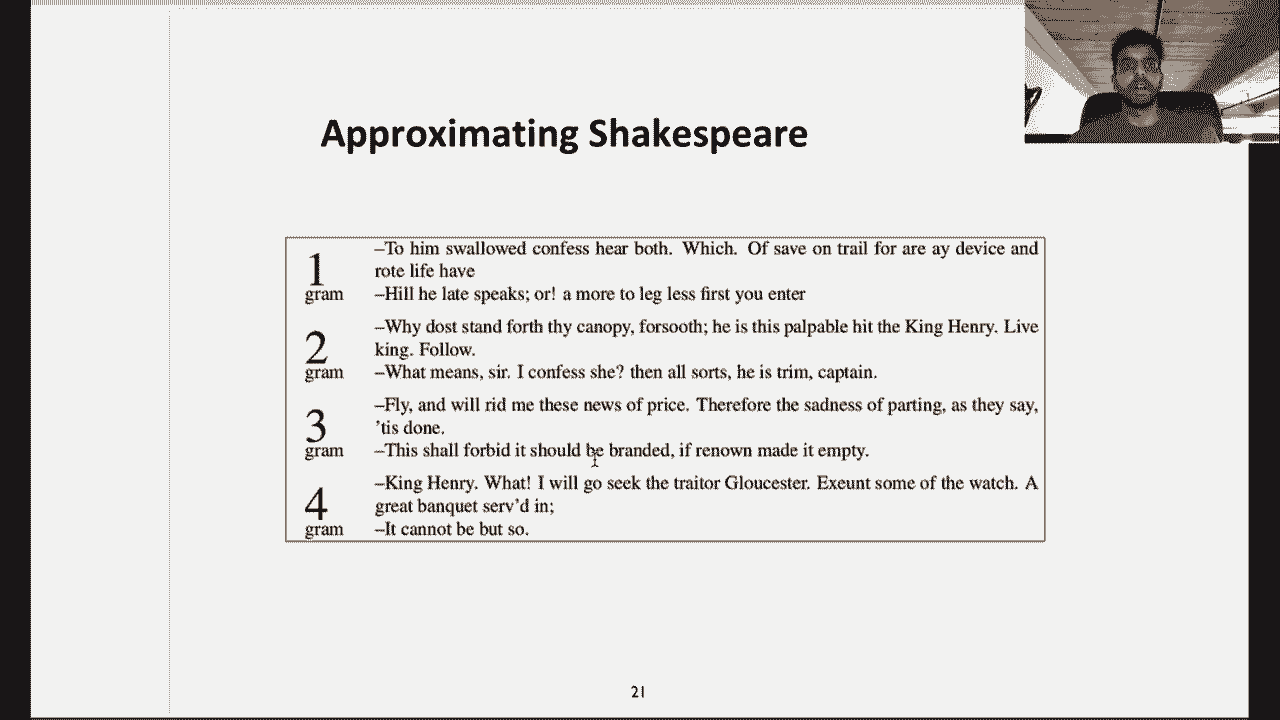 Approximating Shakespeare
1
gram
–To him swallowed confess hear both. Which. Of save on trail for are ay device and
rote life have
–Hill he late speaks; or! a more to leg less first you enter
2
gram
–Why dost stand forth thy canopy, forsooth; he is this palpable hit the King Henry. Live
king. Follow.
–What means, sir. I confess she? then all sorts, he is trim, captain.
3
gram
–Fly, and will rid me these news of price. Therefore the sadness of parting, as they say,
’tis done.
–This shall forbid it should be branded, if renown made it empty.
4
gram
–King Henry. What! I will go seek the traitor Gloucester. Exeunt some of the watch. A
great banquet serv’d in;
–It cannot be but so.
21